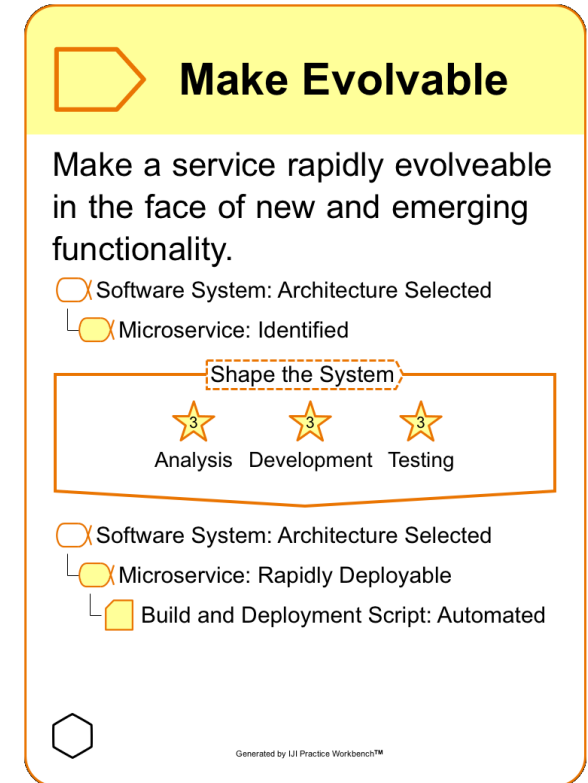 Make Evolvable
Make a service rapidly evolveable
in the face of new and emerging
functionality.
Software System: Architecture Selected
Microservice: Identified
Shape the System
3 3 3
Analysis Development Testing
Software System: Architecture Selected
Microservice: Rapidly Deployable
Build and Deployment Script: Automated
Generated by IJI Practice Workbench™